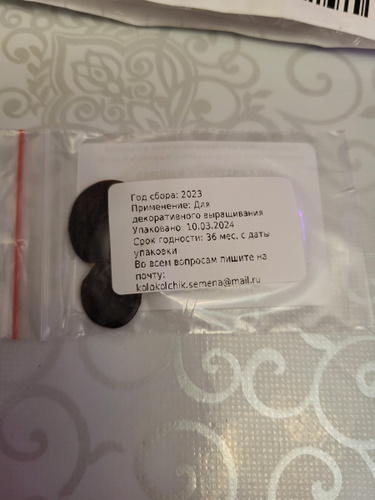 Год сбора: 2023
Применение: Для
декоративного выращивания
Упаковано: 10.03.2024
Срок годности: 36 мес. с даты
упаковки
Во всем вопросам пишите на
почту:
kolokolchik.semena@mail.ru